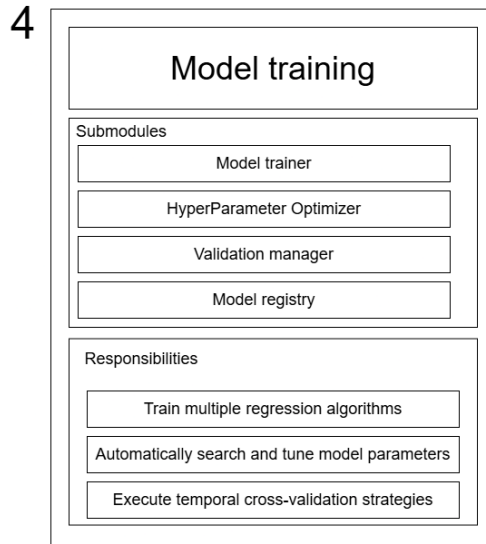 4
Model training
Submodules
Model trainer
HyperParameter Optimizer
Validation manager
Model registry
Responsibilities
Train multiple regression algorithms
Automatically search and tune model parameters
Execute temporal cross-validation strategies